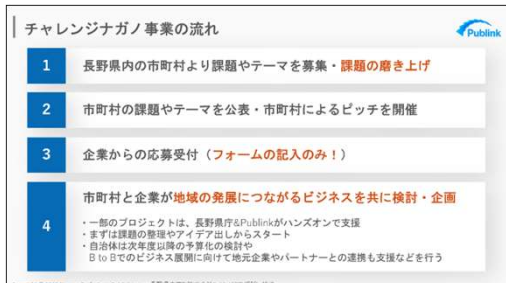 チャレンジナガノ事業の流れ
Publink
1
長野県内の市町村より課題やテーマを募集・課題の磨き上げ
2
市町村の課題やテーマを公表・市町村によるピッチを開催
3
企業からの応募受付（フォームの記入のみ！）
4
市町村と企業が地域の発展につながるビジネスを共に検討・企画
・一部のプロジェクトは、長野県庁&Publinkがハンズオンで支援
・まずは課題の整理やアイデア出しからスタート
・自治体は次年度以降の予算化の検討や
B to Bでのビジネス展開に向けて地元企業やパートナーとの連携も支援などを行う